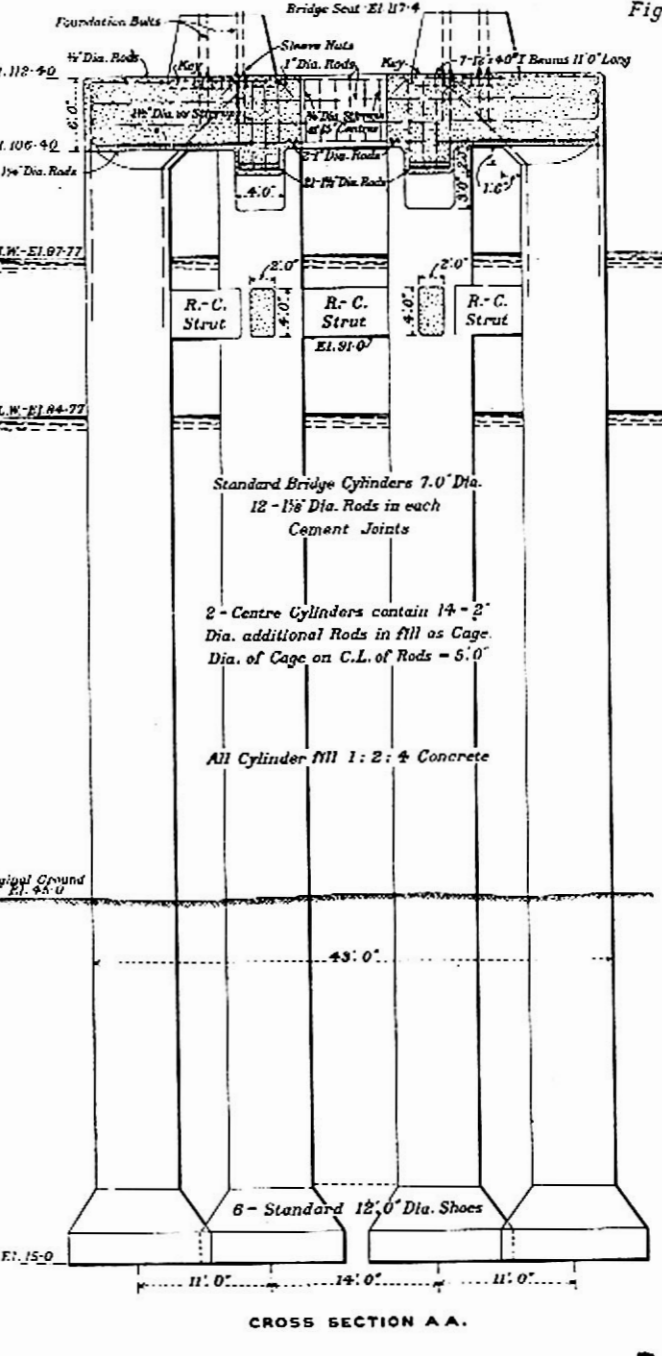 Fig
Bridge Seat El 117·4
Foundation Bolts
Sleeve Nuts
¾" Dia. Rods
Key
1" Dia. Rods
Key
7-12"×40" I Beams 11'0" Long
El. 112·40
6'.0"
El. 106·40
2-1" Dia. Rods
21-1½" Dia. Rods
1¼" Dia. Rods
4'.0"
3'.0"
1'.6"
H.W.-El.97·77
2'.0"
2'.0"
4'.0"
4'.0"
R.-C.
Strut
R.-C.
Strut
R.-C.
Strut
El.91.0
L.W.-El.84·77
Standard Bridge Cylinders 7.0" Dia.
12-1⅛" Dia. Rods in each
Cement Joints
2-Centre Cylinders contain 14-2"
Dia. additional Rods in fill as Cage.
Dia. of Cage on C.L. of Rods = 5'.0"
All Cylinder fill 1:2:4 Concrete
Original Ground
El. 45·0
43'.0"
6-Standard 12'.0" Dia. Shoes
El. 15·0
11'.0"
14'.0"
11'.0"
CROSS SECTION A A.